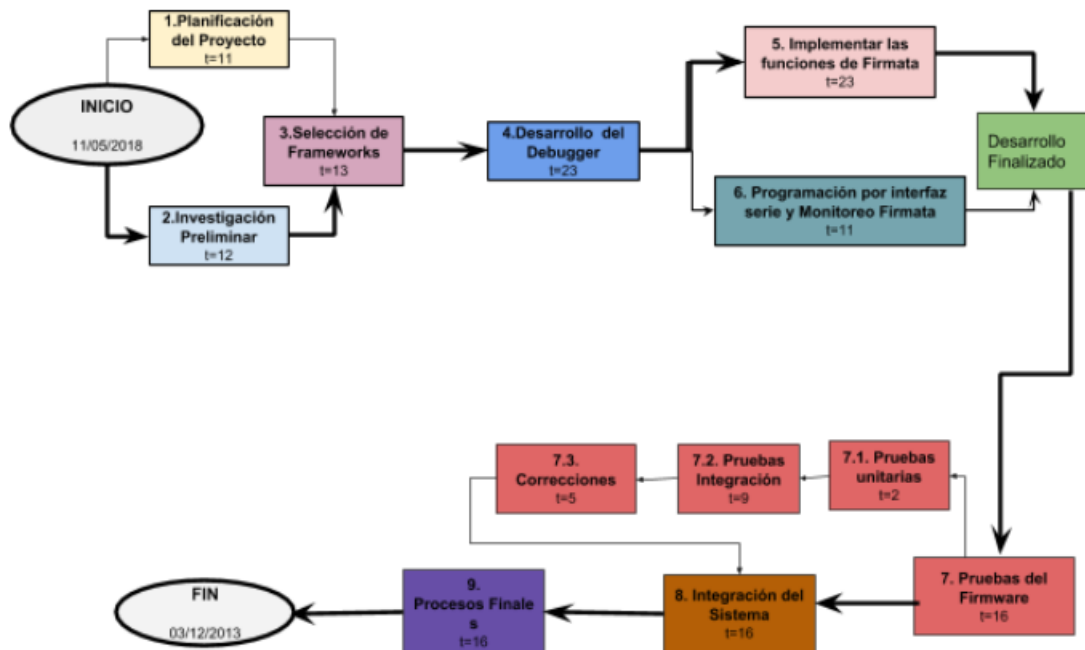 1.Planificación
del Proyecto
t=11
INICIO
11/05/2018
2.Investigación
Preliminar
t=12
3.Selección de
Frameworks
t=13
4.Desarrollo del
Debugger
t=23
5. Implementar las
funciones de Firmata
t=23
6. Programación por interfaz
serie y Monitoreo Firmata
t=11
Desarrollo
Finalizado
7. Pruebas del
Firmware
t=16
7.1. Pruebas
unitarias
t=2
7.2. Pruebas
Integración
t=9
7.3.
Correcciones
t=5
8. Integración del
Sistema
t=16
9.
Procesos Finale
s
t=16
FIN
03/12/2013